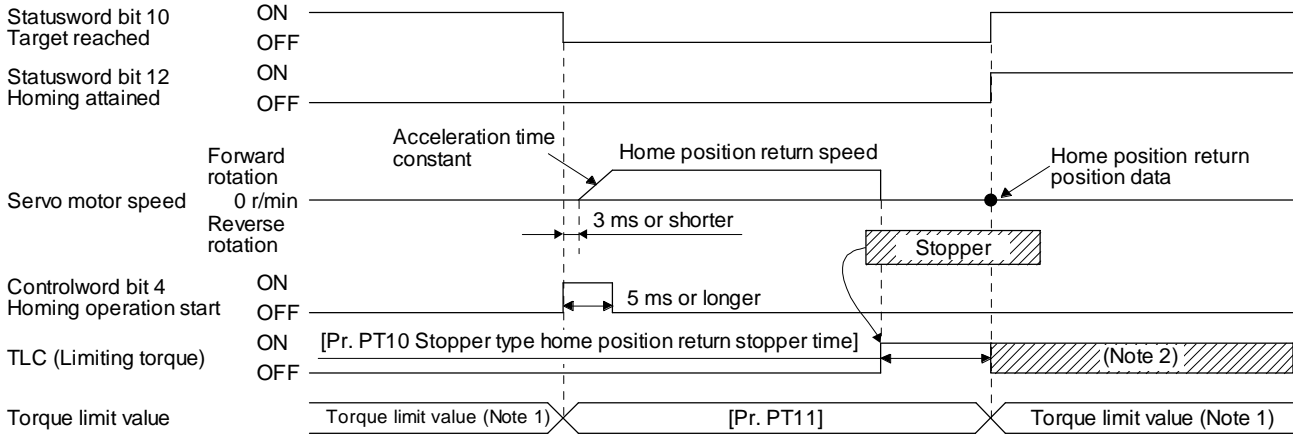 Statusword bit 10
Target reached
ON
OFF
Statusword bit 12
Homing attained
ON
OFF
Acceleration time
constant
Home position return speed
Home position return
position data
Servo motor speed
Forward
rotation
0 r/min
Reverse
rotation
3 ms or shorter
Stopper
Controlword bit 4
Homing operation start
ON
OFF
5 ms or longer
TLC (Limiting torque)
ON
OFF
[Pr. PT10 Stopper type home position return stopper time]
(Note 2)
Torque limit value
Torque limit value (Note 1)
[Pr. PT11]
Torque limit value (Note 1)